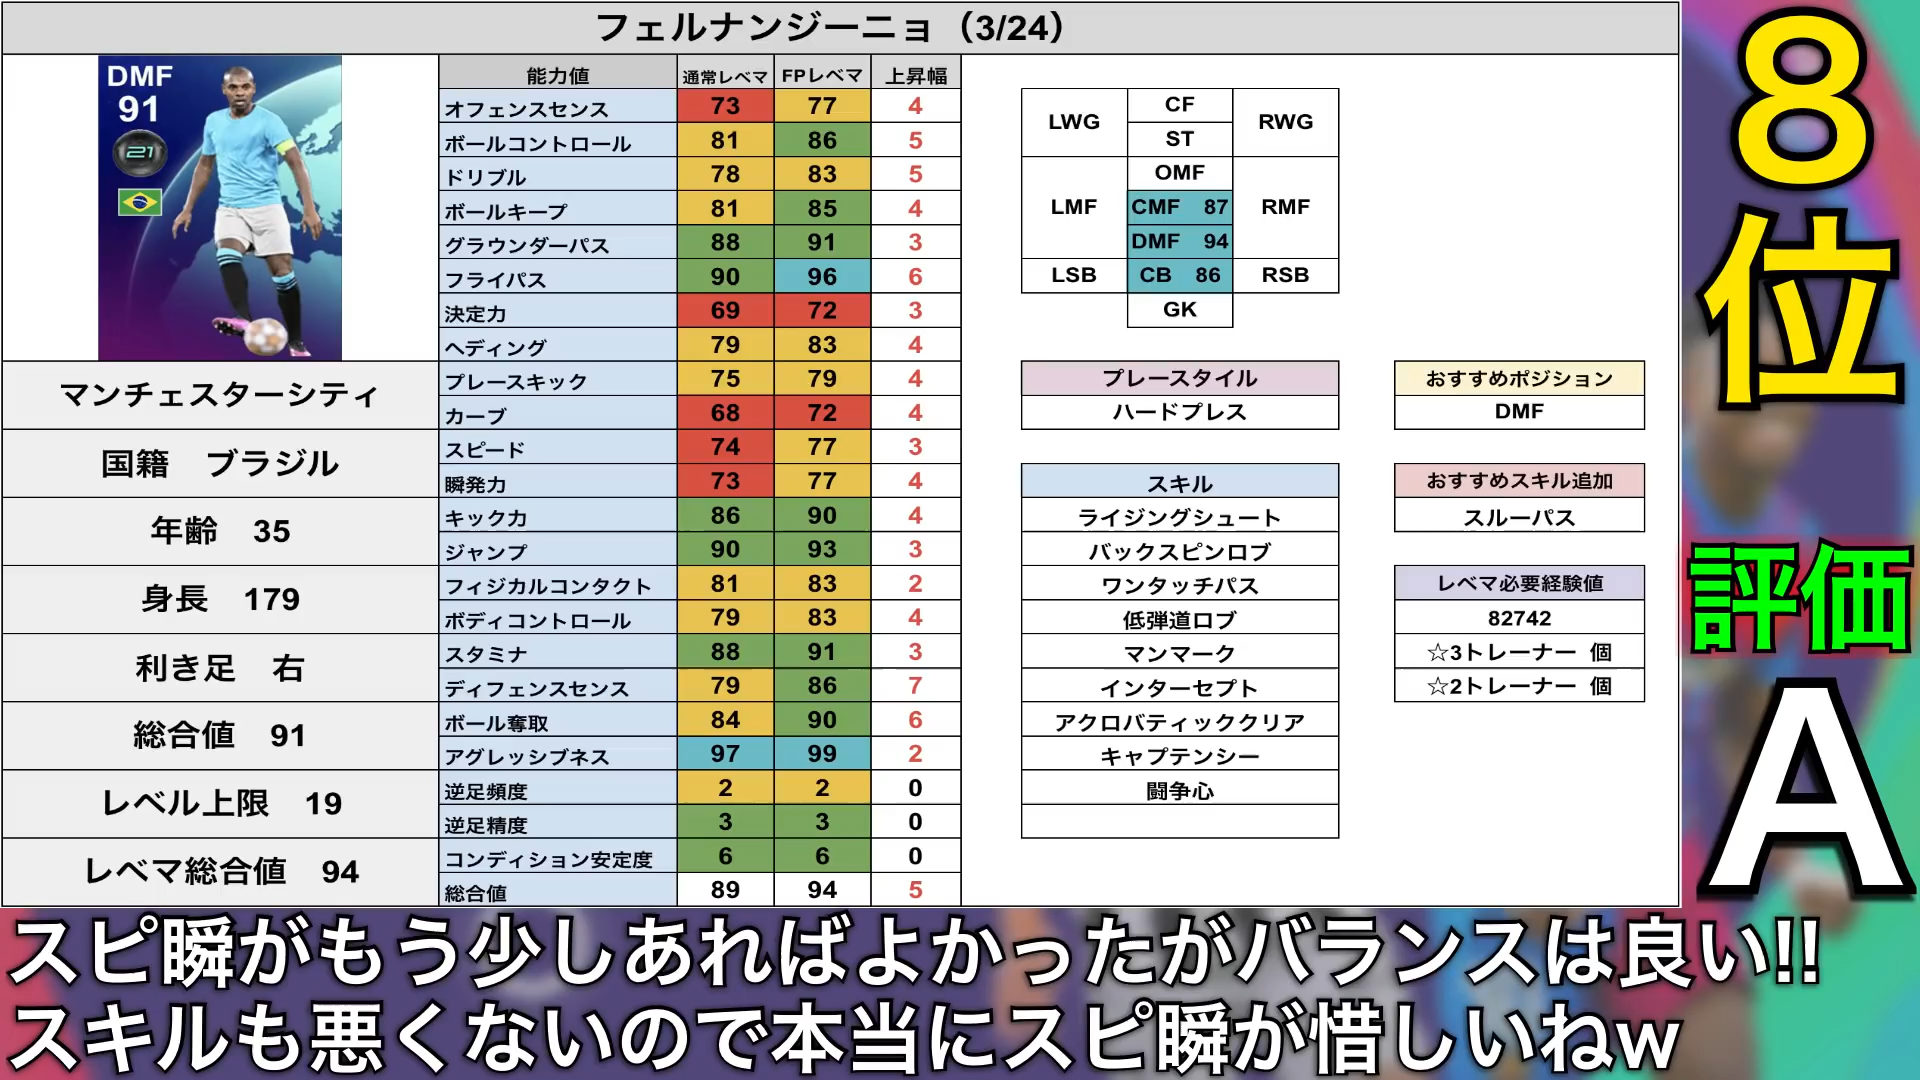 フェルナンジーニョ（3/24）
DMF
91
21
マンチェスターシティ
国籍 ブラジル
年齢 35
身長 179
利き足 右
総合値 91
レベル上限 19
レベマ総合値 94
能力値 通常レベマ FPレベマ 上昇幅
オフェンスセンス 73 77 4
ボールコントロール 81 86 5
ドリブル 78 83 5
ボールキープ 81 85 4
グラウンダーパス 88 91 3
フライパス 90 96 6
決定力 69 72 3
ヘディング 79 83 4
プレースキック 75 79 4
カーブ 68 72 4
スピード 74 77 3
瞬発力 73 77 4
キック力 86 90 4
ジャンプ 90 93 3
フィジカルコンタクト 81 83 2
ボディコントロール 79 83 4
スタミナ 88 91 3
ディフェンスセンス 79 86 7
ボール奪取 84 90 6
アグレッシブネス 97 99 2
逆足頻度 2 2 0
逆足精度 3 3 0
コンディション安定度 6 6 0
総合値 89 94 5
LWG CF RWG
ST
OMF
LMF CMF 87 RMF
DMF 94
LSB CB 86 RSB
GK
プレースタイル
ハードプレス
スキル
ライジングシュート
バックスピンロブ
ワンタッチパス
低弾道ロブ
マンマーク
インターセプト
アクロバティッククリア
キャプテンシー
闘争心
おすすめポジション
DMF
おすすめスキル追加
スルーパス
レベマ必要経験値
82742
☆3トレーナー 個
☆2トレーナー 個
8
位
評価
A
スピ瞬がもう少しあればよかったがバランスは良い!!
スキルも悪くないので本当にスピ瞬が惜しいねw